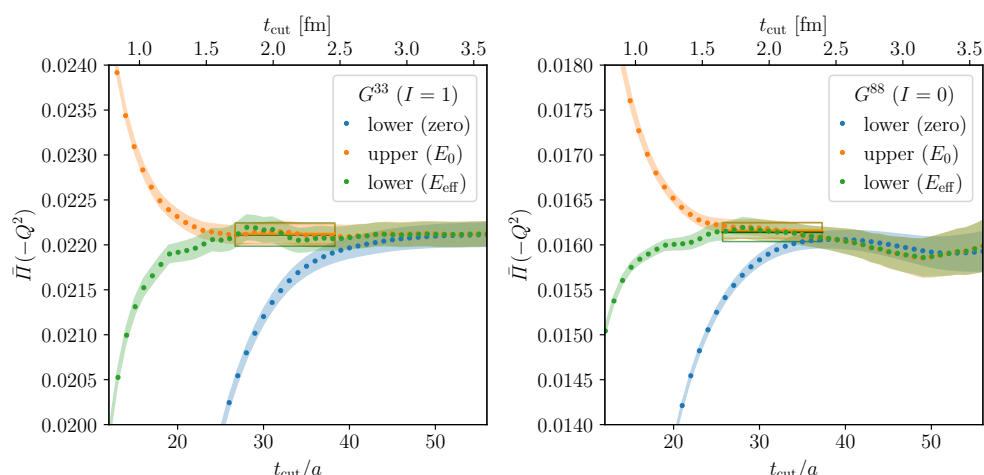 t_cut [fm]
1.0 1.5 2.0 2.5 3.0 3.5
0.0240
0.0235
0.0230
0.0225
0.0220
0.0215
0.0210
0.0205
0.0200
Π̄(−Q²)
G³³ (I = 1)
lower (zero)
upper (E₀)
lower (E_eff)
20 30 40 50
t_cut/a
t_cut [fm]
1.0 1.5 2.0 2.5 3.0 3.5
0.0180
0.0175
0.0170
0.0165
0.0160
0.0155
0.0150
0.0145
0.0140
Π̄(−Q²)
G⁸⁸ (I = 0)
lower (zero)
upper (E₀)
lower (E_eff)
20 30 40 50
t_cut/a